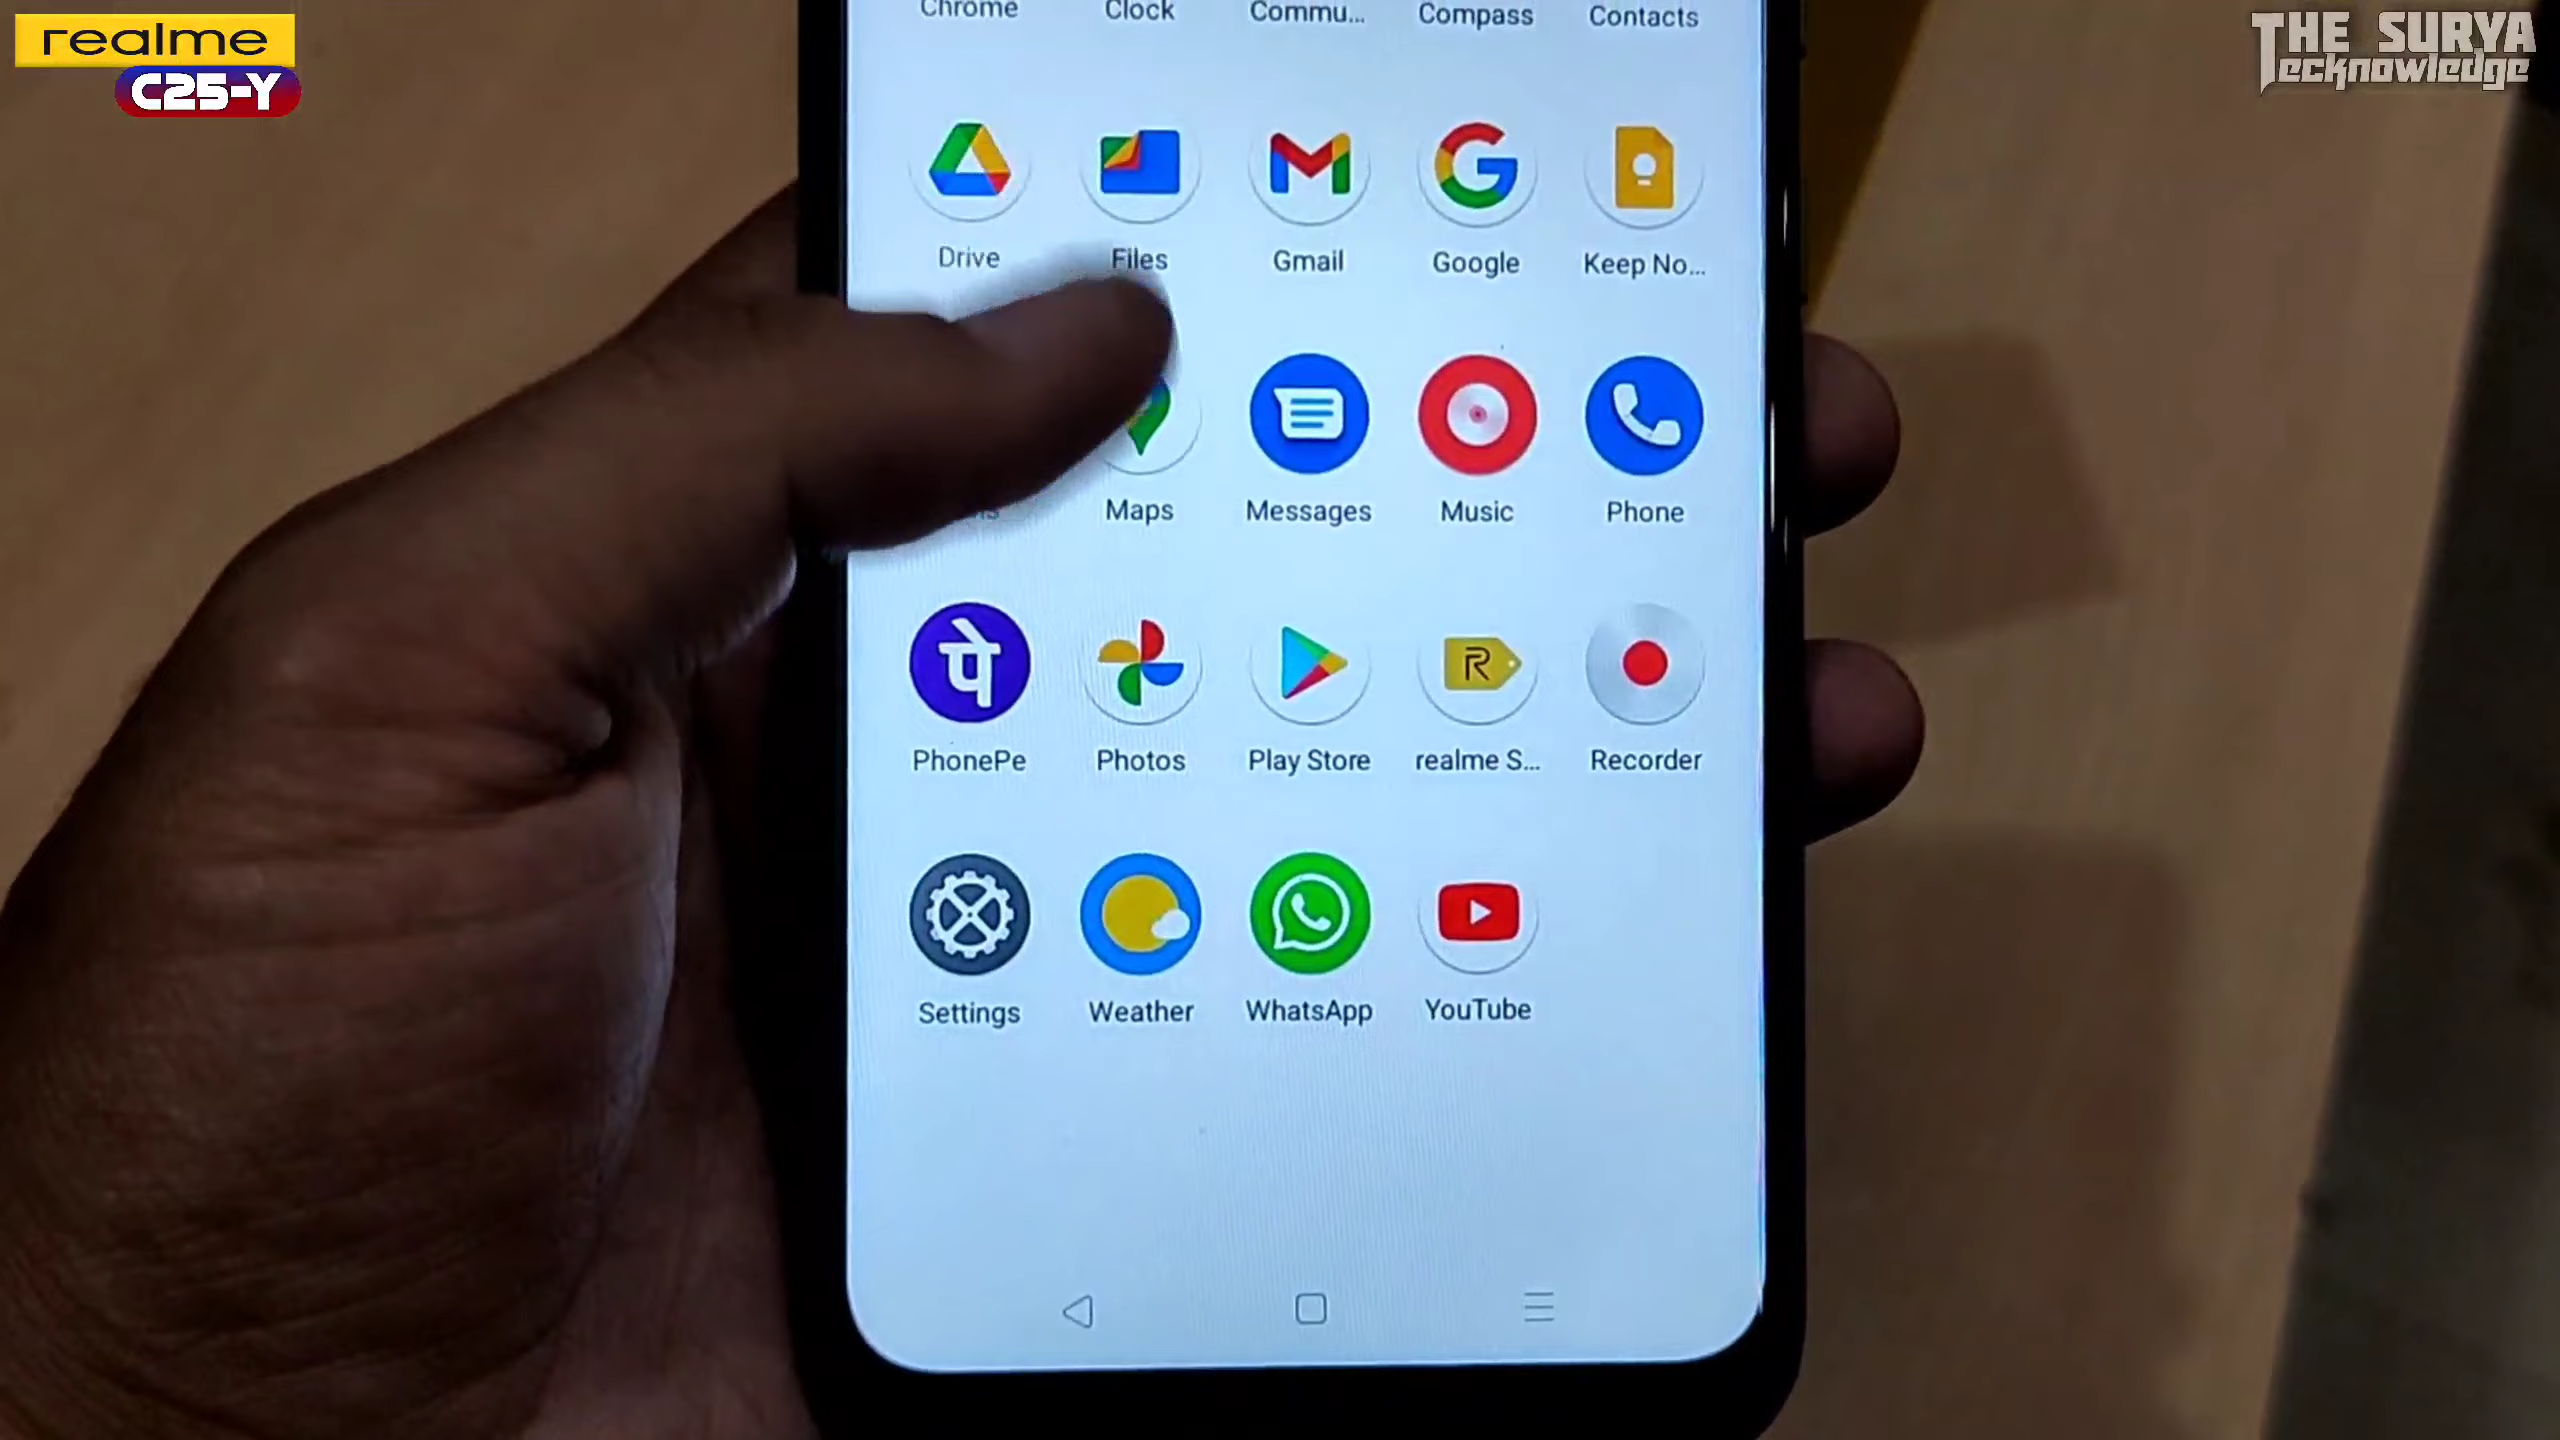 realme
C25-Y
THE SURYA
Tecknowledge
Chrome Clock Commu... Compass Contacts
Drive Files Gmail Google Keep No...
Maps Messages Music Phone
पे
R
PhonePe Photos Play Store realme S... Recorder
Settings Weather WhatsApp YouTube